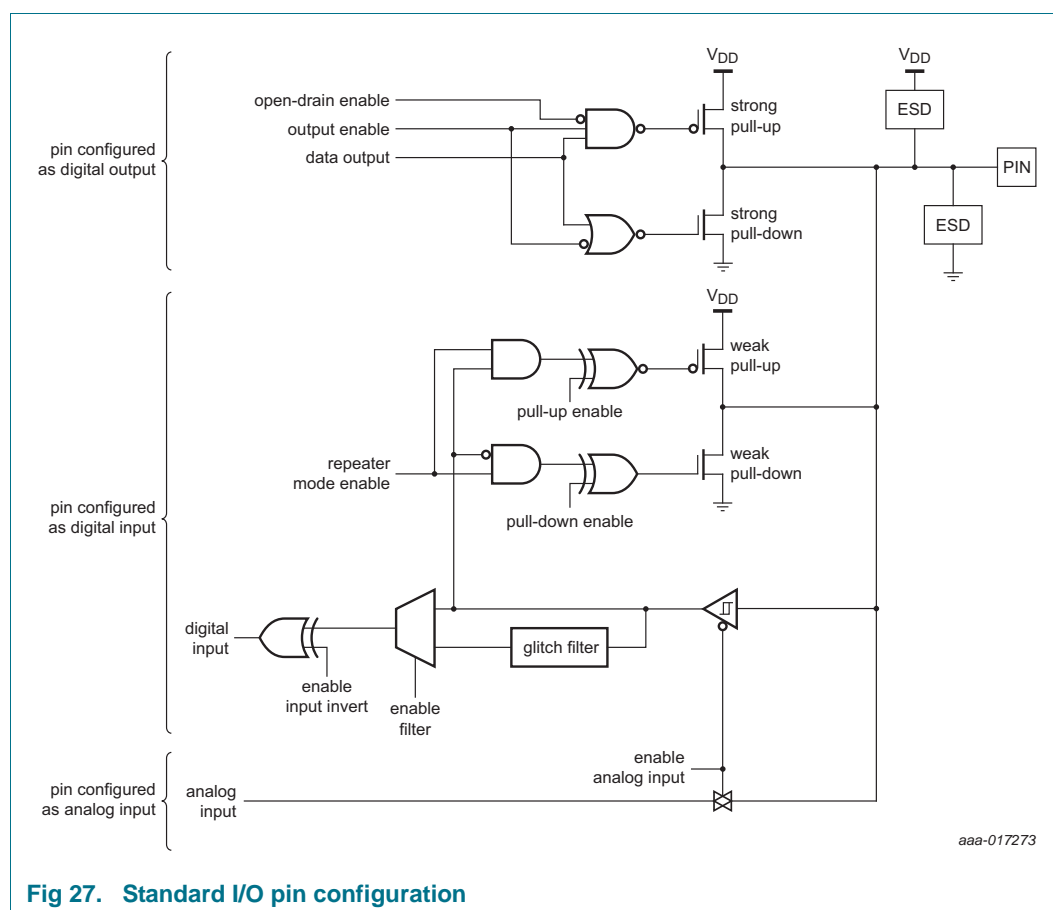 VDD
VDD
open-drain enable
strong
pull-up
ESD
output enable
pin configured
as digital output
data output
PIN
strong
pull-down
ESD
VDD
weak
pull-up
pull-up enable
repeater
mode enable
weak
pull-down
pin configured
as digital input
pull-down enable
digital
input
glitch filter
enable
input invert
enable
filter
enable
analog input
pin configured
as analog input
analog
input
aaa-017273
Fig 27. Standard I/O pin configuration